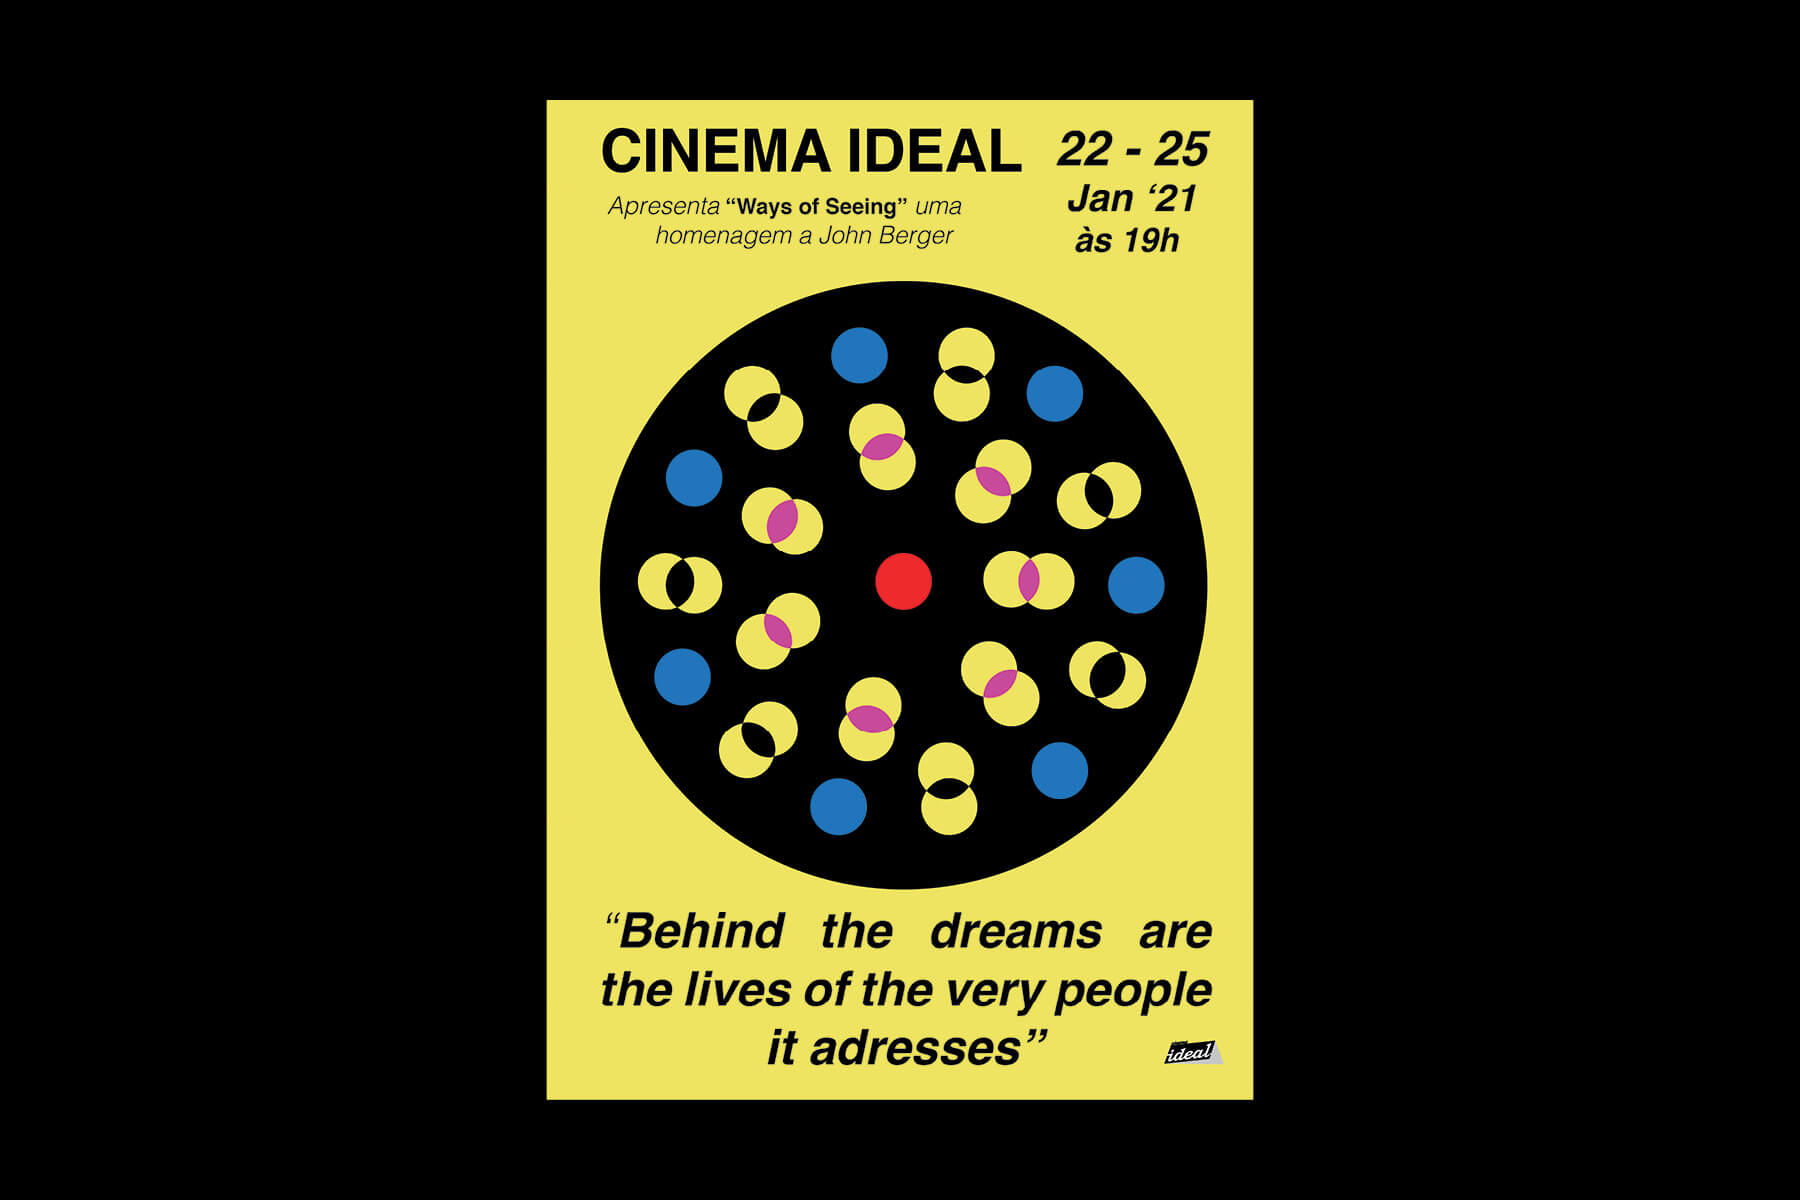 CINEMA IDEAL
Apresenta “Ways of Seeing” uma
homenagem a John Berger
22 - 25
Jan ‘21
às 19h
“Behind the dreams are
the lives of the very people
it adresses”
ideal